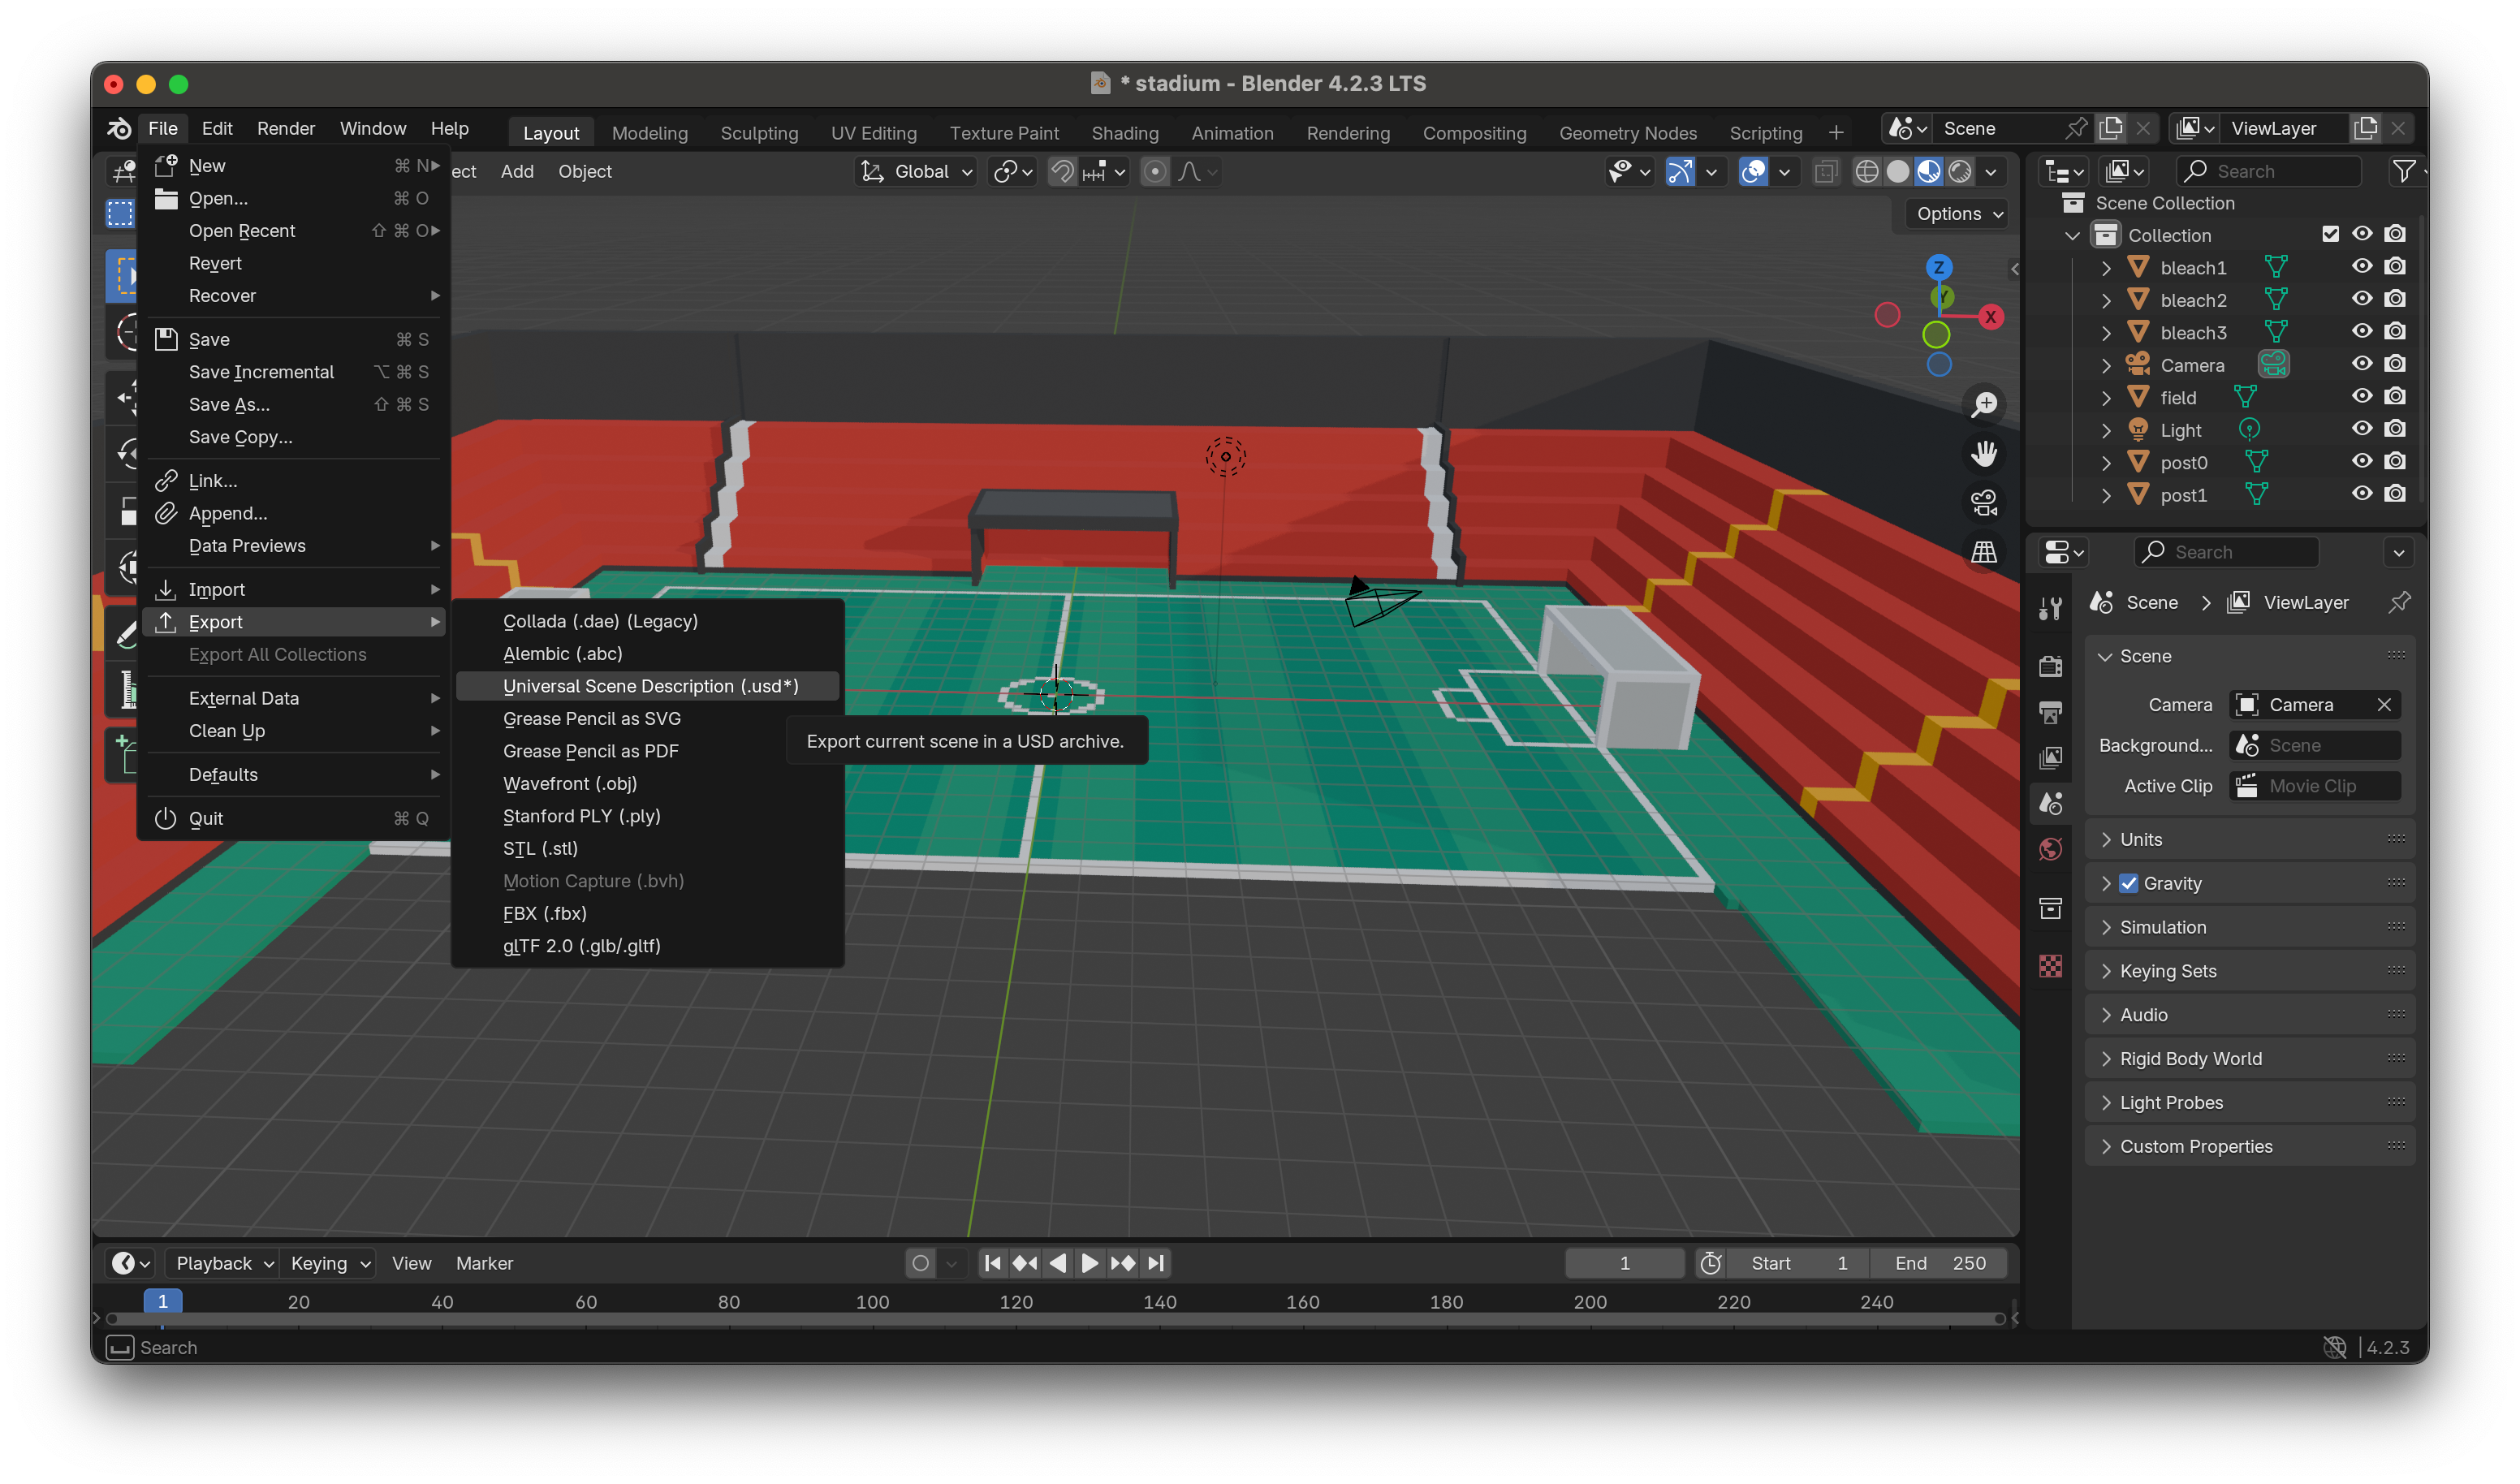 * stadium - Blender 4.2.3 LTS
File Edit Render Window Help
Layout Modeling Sculpting UV Editing Texture Paint Shading Animation Rendering Compositing Geometry Nodes Scripting +
Scene
ViewLayer
ect Add Object
Global
Search
Options
Z
Y
X
New ⌘ N
Open... ⌘ O
Open Recent ⇧ ⌘ O
Revert
Recover
Save ⌘ S
Save Incremental ⌥ ⌘ S
Save As... ⇧ ⌘ S
Save Copy...
Link...
Append...
Data Previews
Import
Export
Export All Collections
External Data
Clean Up
Defaults
Quit ⌘ Q
Collada (.dae) (Legacy)
Alembic (.abc)
Universal Scene Description (.usd*)
Grease Pencil as SVG
Grease Pencil as PDF
Wavefront (.obj)
Stanford PLY (.ply)
STL (.stl)
Motion Capture (.bvh)
FBX (.fbx)
glTF 2.0 (.glb/.gltf)
Export current scene in a USD archive.
Scene Collection
Collection
bleach1
bleach2
bleach3
Camera
field
Light
post0
post1
Search
Scene > ViewLayer
Scene
Camera Camera
Background... Scene
Active Clip Movie Clip
Units
Gravity
Simulation
Keying Sets
Audio
Rigid Body World
Light Probes
Custom Properties
Playback Keying View Marker
1
Start 1
End 250
1 20 40 60 80 100 120 140 160 180 200 220 240
Search
4.2.3